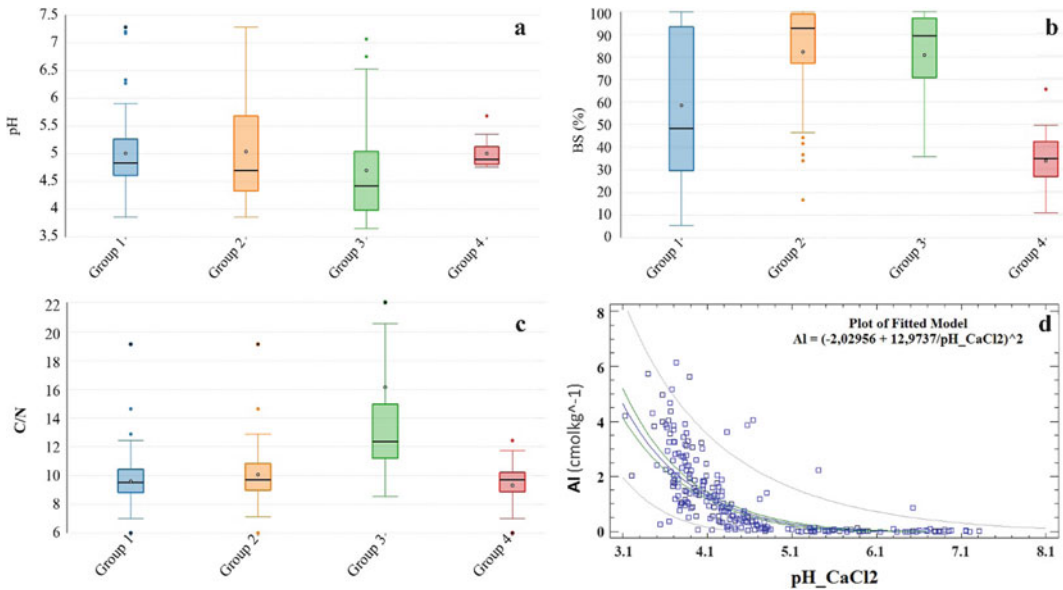 a
7.5
7
6.5
6
5.5
5
4.5
4
3.5
pH
Group 1
Group 2
Group 3
Group 4
b
100
90
80
70
60
50
40
30
20
10
0
BS (%)
Group 1
Group 2
Group 3
Group 4
c
22
20
18
16
14
12
10
8
6
C/N
Group 1
Group 2
Group 3
Group 4
d
Plot of Fitted Model
Al = (-2,02956 + 12,9737/pH_CaCl2)^2
8
6
4
2
0
Al (cmolkg^-1)
3.1 4.1 5.1 6.1 7.1 8.1
pH_CaCl2